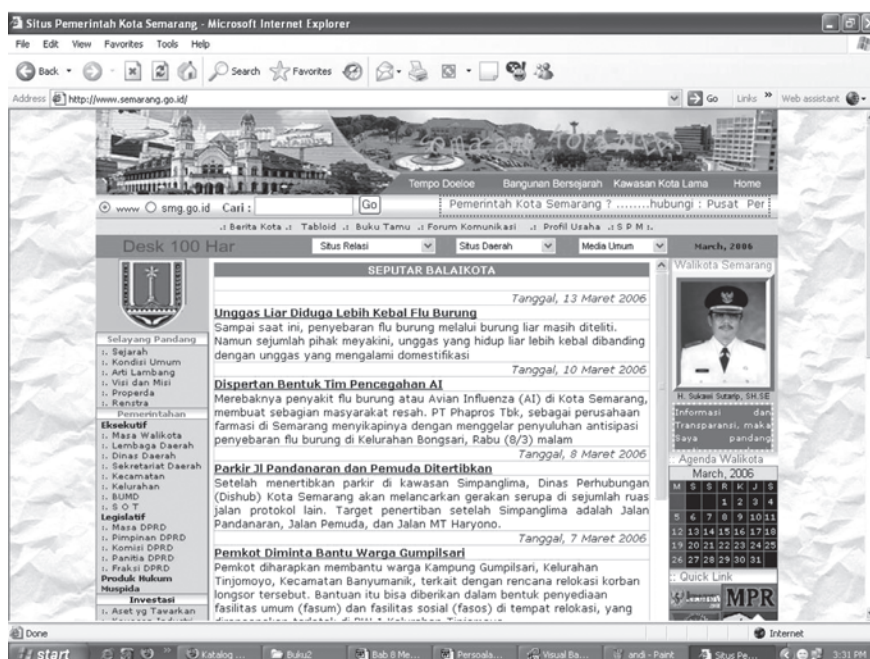 Situs Pemerintah Kota Semarang - Microsoft Internet Explorer
File Edit View Favorites Tools Help
Back Search Favorites
Address http://www.semarang.go.id/ Go Links » Web assistant
Tempo Doeloe Bangunan Bersejarah Kawasan Kota Lama Home
www smg.go.id Cari : Go Pemerintah Kota Semarang ? ........hubungi : Pusat Per
.: Berita Kota .: Tabloid .: Buku Tamu .: Forum Komunikasi .: Profil Usaha .: S P M :.
Desk 100 Har Situs Relasi Situs Daerah Media Umum March, 2006
SEPUTAR BALAIKOTA
Tanggal, 13 Maret 2006
Unggas Liar Diduga Lebih Kebal Flu Burung
Sampai saat ini, penyebaran flu burung melalui burung liar masih diteliti.
Namun sejumlah pihak meyakini, unggas yang hidup liar lebih kebal dibanding
dengan unggas yang mengalami domestifikasi
Tanggal, 10 Maret 2006
Dispertan Bentuk Tim Pencegahan AI
Merebaknya penyakit flu burung atau Avian Influenza (AI) di Kota Semarang,
membuat sebagian masyarakat resah. PT Phapros Tbk, sebagai perusahaan
farmasi di Semarang menyikapinya dengan menggelar penyuluhan antisipasi
penyebaran flu burung di Kelurahan Bongsari, Rabu (8/3) malam
Tanggal, 8 Maret 2006
Parkir Jl Pandanaran dan Pemuda Ditertibkan
Setelah menertibkan parkir di kawasan Simpanglima, Dinas Perhubungan
(Dishub) Kota Semarang akan melancarkan gerakan serupa di sejumlah ruas
jalan protokol lain. Target penertiban setelah Simpanglima adalah Jalan
Pandanaran, Jalan Pemuda, dan Jalan MT Haryono.
Tanggal, 7 Maret 2006
Pemkot Diminta Bantu Warga Gumpilsari
Pemkot diharapkan membantu warga Kampung Gumpilsari, Kelurahan
Tinjomoyo, Kecamatan Banyumanik, terkait dengan rencana relokasi korban
longsor tersebut. Bantuan itu bisa diberikan dalam bentuk penyediaan
fasilitas umum (fasum) dan fasilitas sosial (fasos) di tempat relokasi, yang
Selayang Pandang
:. Sejarah
:. Kondisi Umum
:. Arti Lambang
:. Visi dan Misi
:. Properda
:. Renstra
Pemerintahan
Eksekutif
:. Masa Walikota
:. Lembaga Daerah
:. Dinas Daerah
:. Sekretariat Daerah
:. Kecamatan
:. Kelurahan
:. BUMD
:. S O T
Legislatif
:. Masa DPRD
:. Pimpinan DPRD
:. Komisi DPRD
:. Panitia DPRD
:. Fraksi DPRD
Produk Hukum
Muspida
Investasi
:. Aset yg Tawarkan
Walikota Semarang
H. Sukawi Sutarip, SH,SE
Informasi dan
Transparansi, maka
Saya pandang
Agenda Walikota
March, 2006
M S S R K J S
1 2 3 4
5 6 7 8 9 10 11
12 13 14 15 16 17 18
19 20 21 22 23 24 25
26 27 28 29 30 31
:: Quick Link
MPR
Done Internet
start Katalog ... Buku2 Bab 8 Me... Persoala... Visual Ba... andi - Paint Situs Pe... 3:31 PM